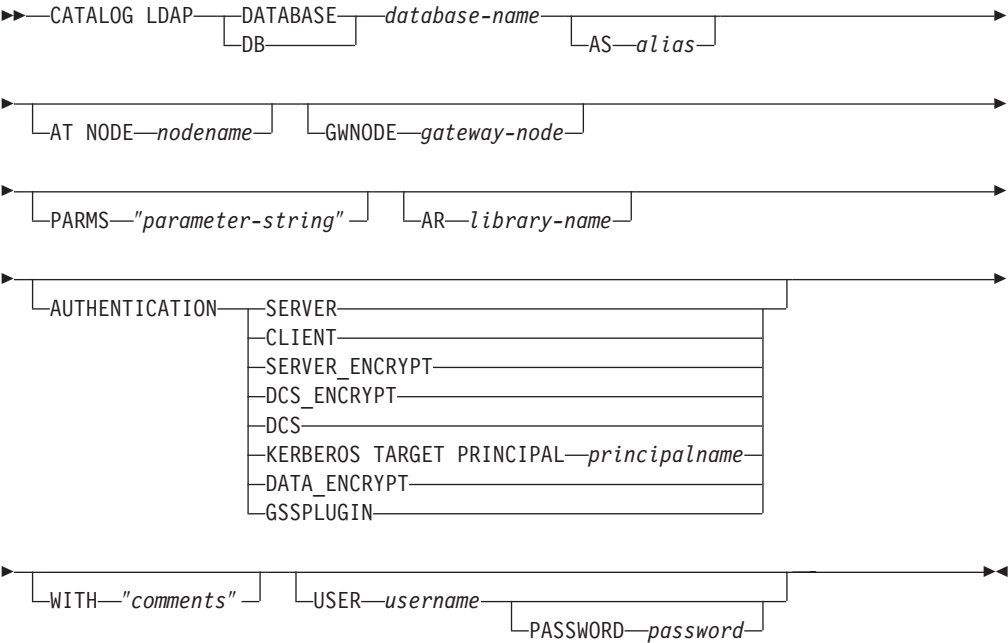 CATALOG LDAP DATABASE database-name
DB AS alias
AT NODE nodename GWNODE gateway-node
PARMS "parameter-string" AR library-name
AUTHENTICATION SERVER
CLIENT
SERVER_ENCRYPT
DCS_ENCRYPT
DCS
KERBEROS TARGET PRINCIPAL principalname
DATA_ENCRYPT
GSSPLUGIN
WITH "comments" USER username
PASSWORD password